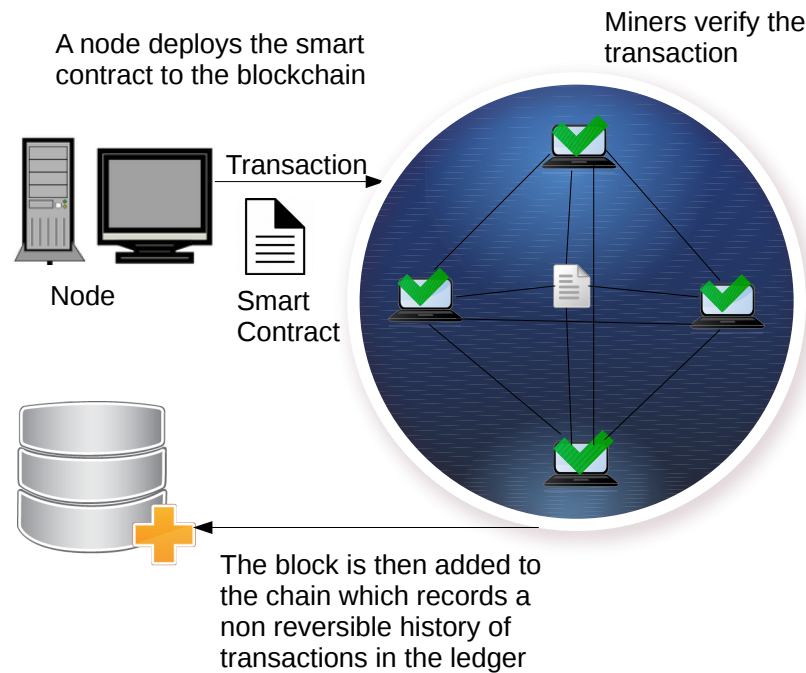 A node deploys the smart
contract to the blockchain
Miners verify the
transaction
Transaction
Node
Smart
Contract
The block is then added to
the chain which records a
non reversible history of
transactions in the ledger